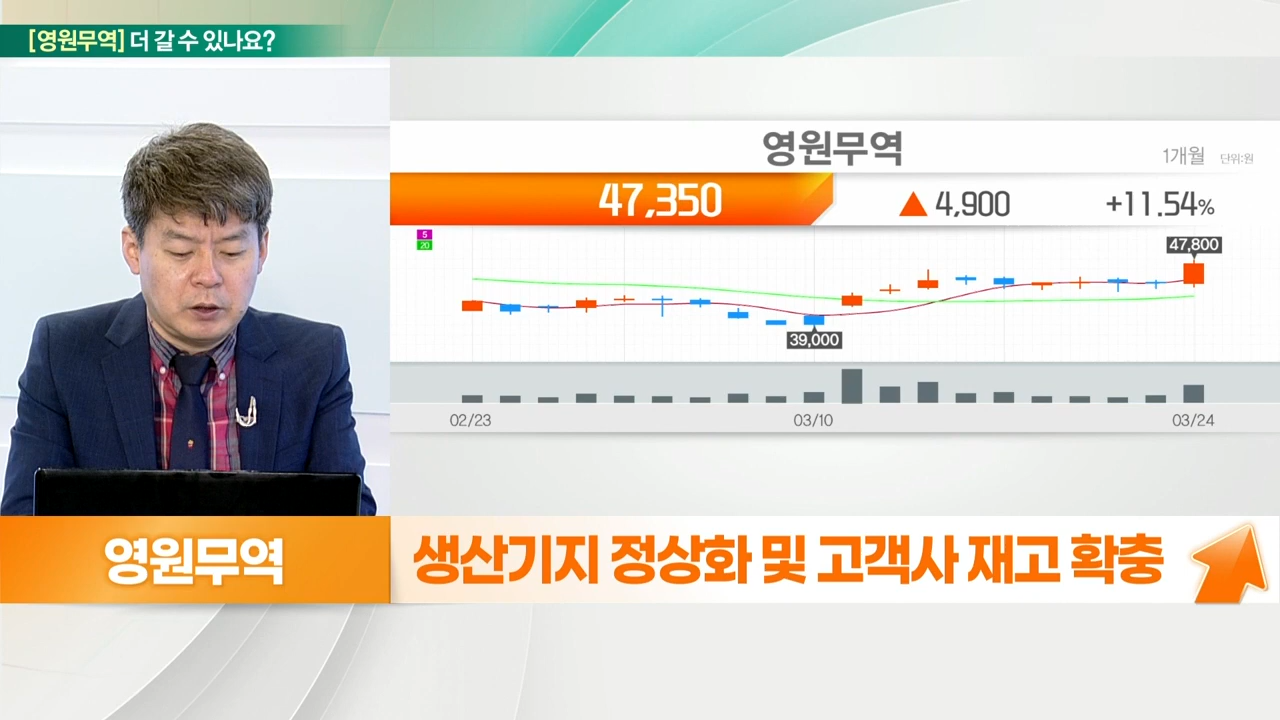 [영원무역] 더 갈 수 있나요?
영원무역
1개월 단위:원
47,350 ▲ 4,900 +11.54%
5
20
47,800
39,000
02/23 03/10 03/24
영원무역 생산기지 정상화 및 고객사 재고 확충